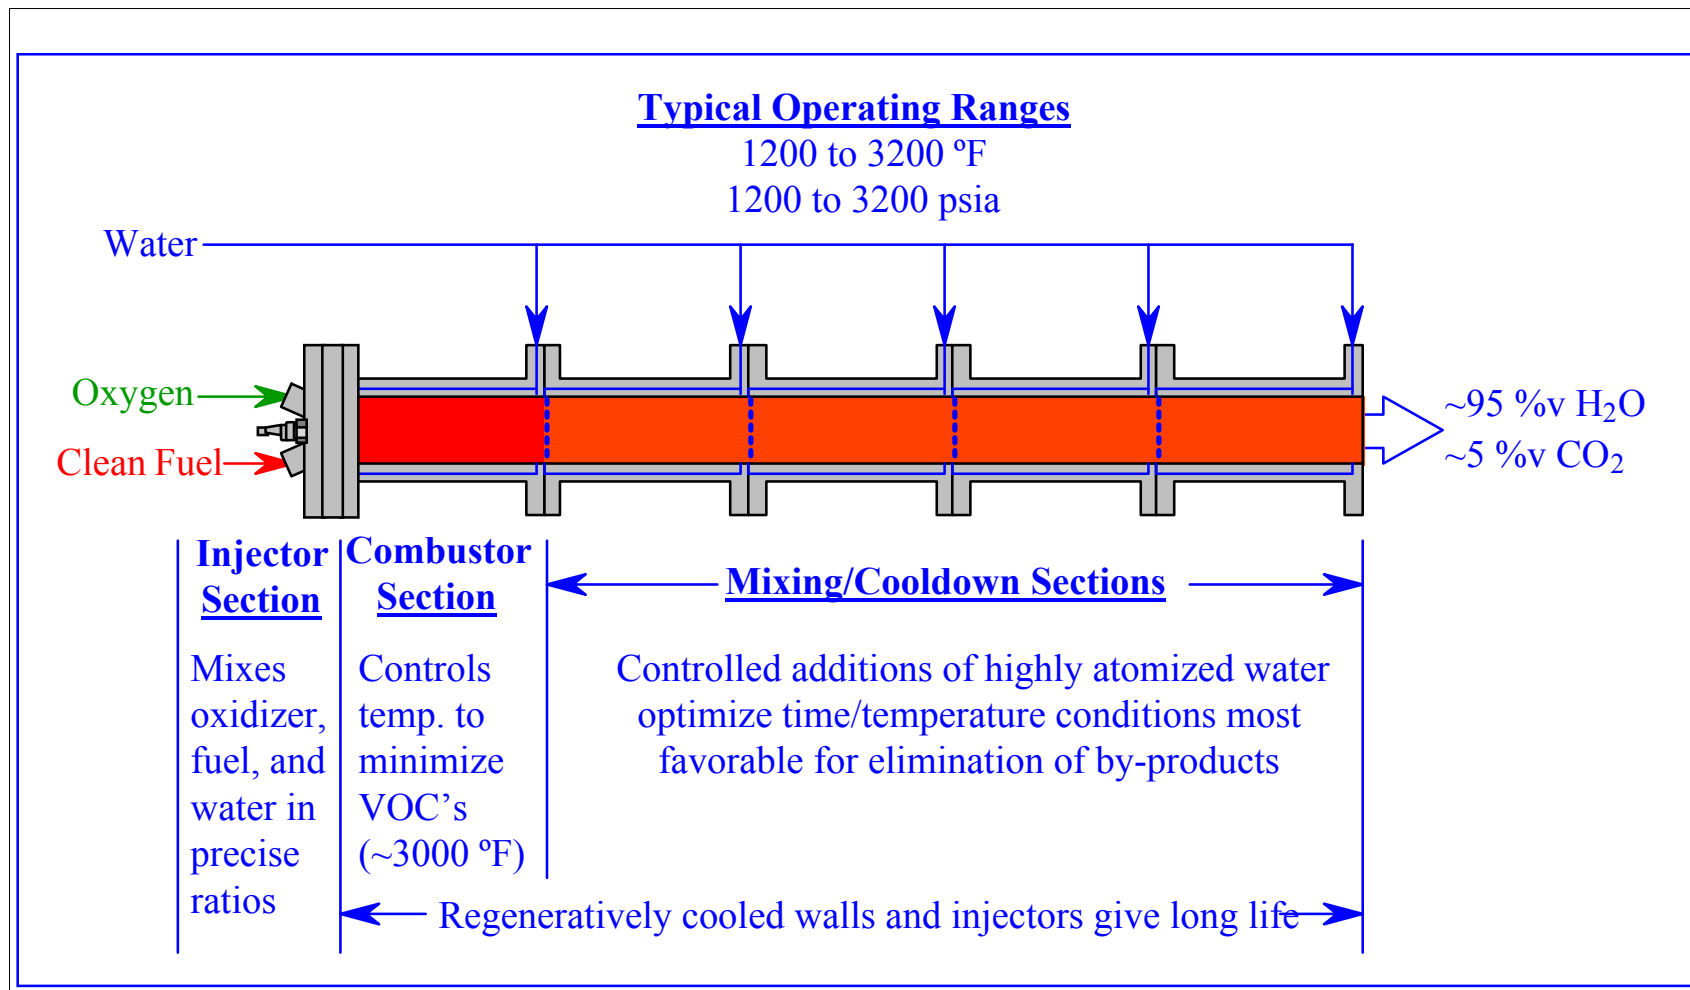 Typical Operating Ranges
1200 to 3200 ºF
1200 to 3200 psia
Water
Oxygen
Clean Fuel
~95 %v H₂O
~5 %v CO₂
Injector
Section
Combustor
Section
Mixing/Cooldown Sections
Mixes
oxidizer,
fuel, and
water in
precise
ratios
Controls
temp. to
minimize
VOC’s
(~3000 ºF)
Controlled additions of highly atomized water
optimize time/temperature conditions most
favorable for elimination of by-products
Regeneratively cooled walls and injectors give long life